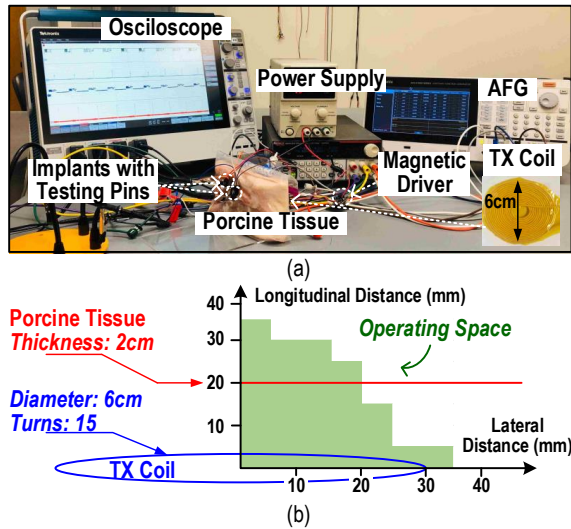 Osciloscope
Power Supply
AFG
Implants with
Testing Pins
Magnetic
Driver
TX Coil
Porcine Tissue
6cm
(a)
40
Longitudinal Distance (mm)
Porcine Tissue
Thickness: 2cm
30
Operating Space
20
Diameter: 6cm
Turns: 15
10
Lateral
Distance (mm)
TX Coil
10
20
30
40
(b)